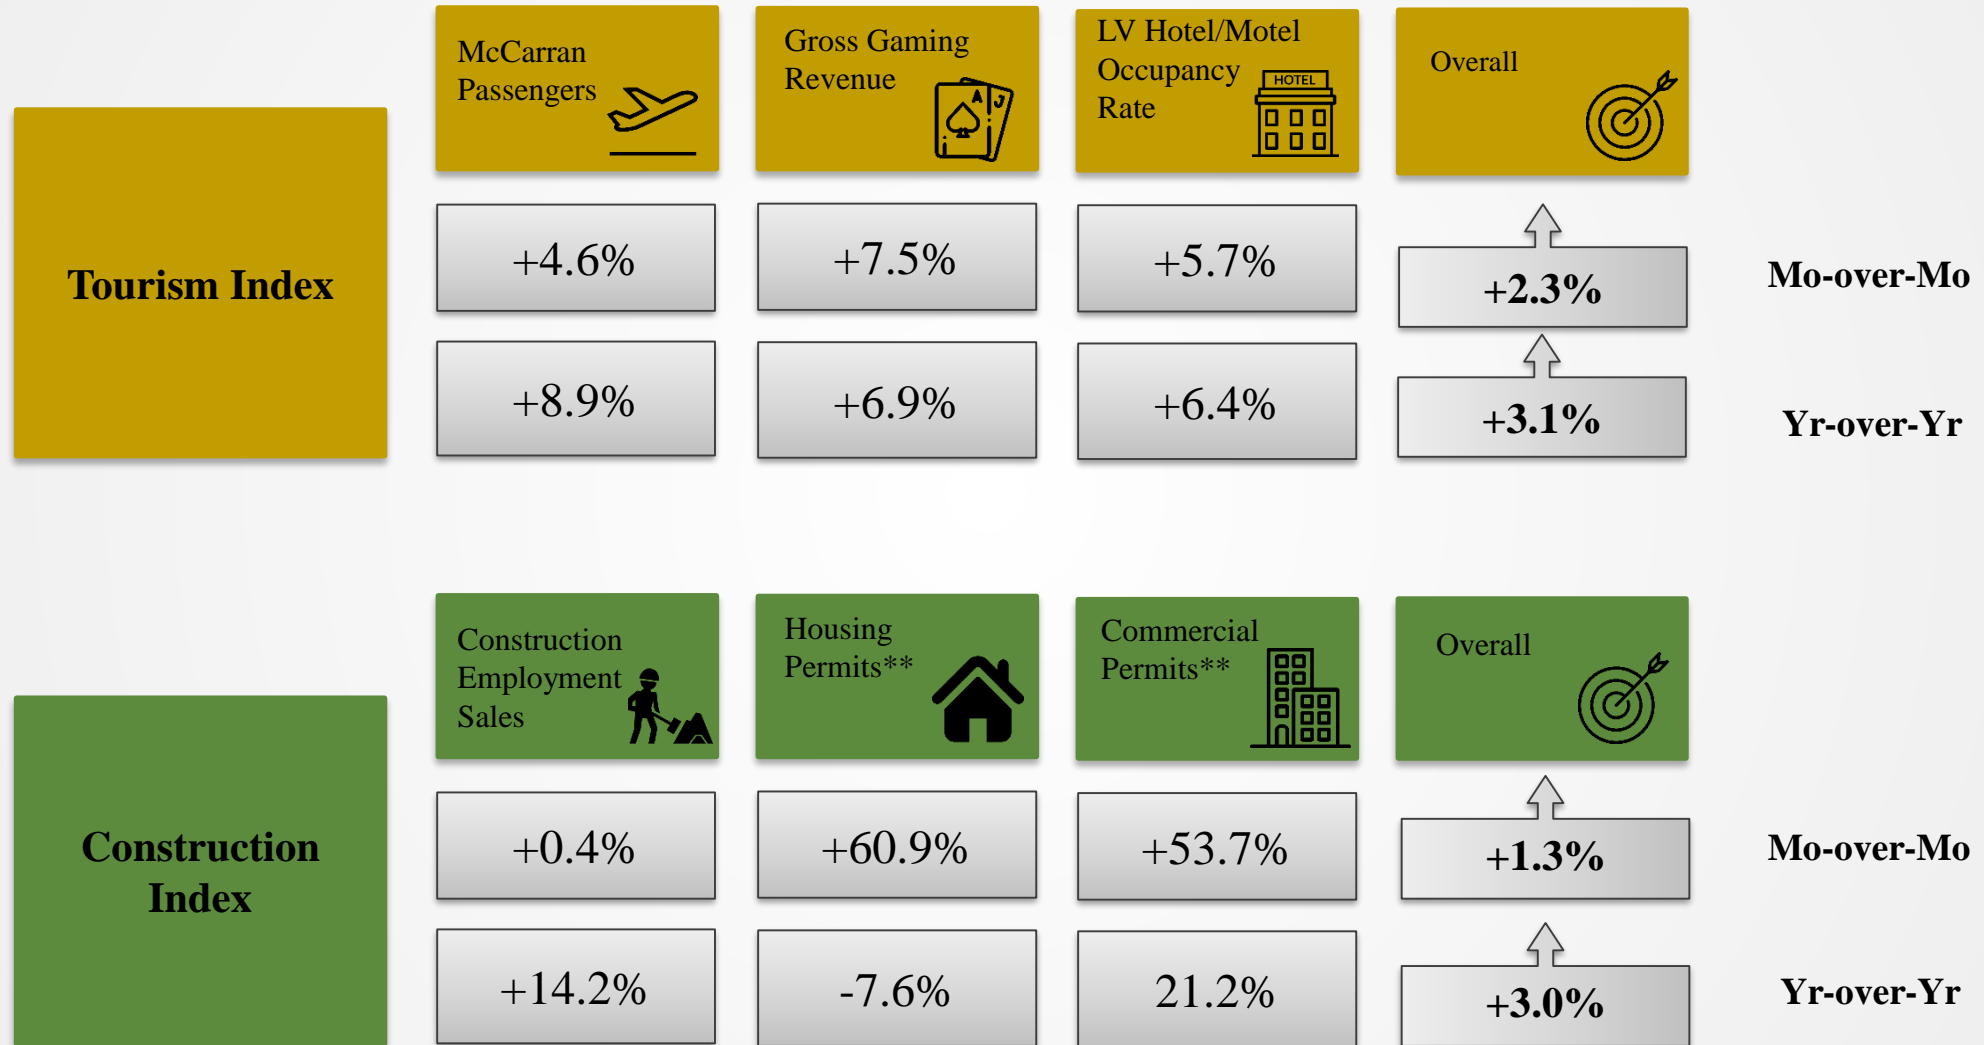 McCarran
Passengers
Gross Gaming
Revenue
LV Hotel/Motel
Occupancy
Rate
HOTEL
Overall
A
J
Tourism Index
+4.6%
+7.5%
+5.7%
+2.3%
Mo-over-Mo
+8.9%
+6.9%
+6.4%
+3.1%
Yr-over-Yr
Construction
Employment
Sales
Housing
Permits**
Commercial
Permits**
Overall
Construction
Index
+0.4%
+60.9%
+53.7%
+1.3%
Mo-over-Mo
+14.2%
-7.6%
21.2%
+3.0%
Yr-over-Yr